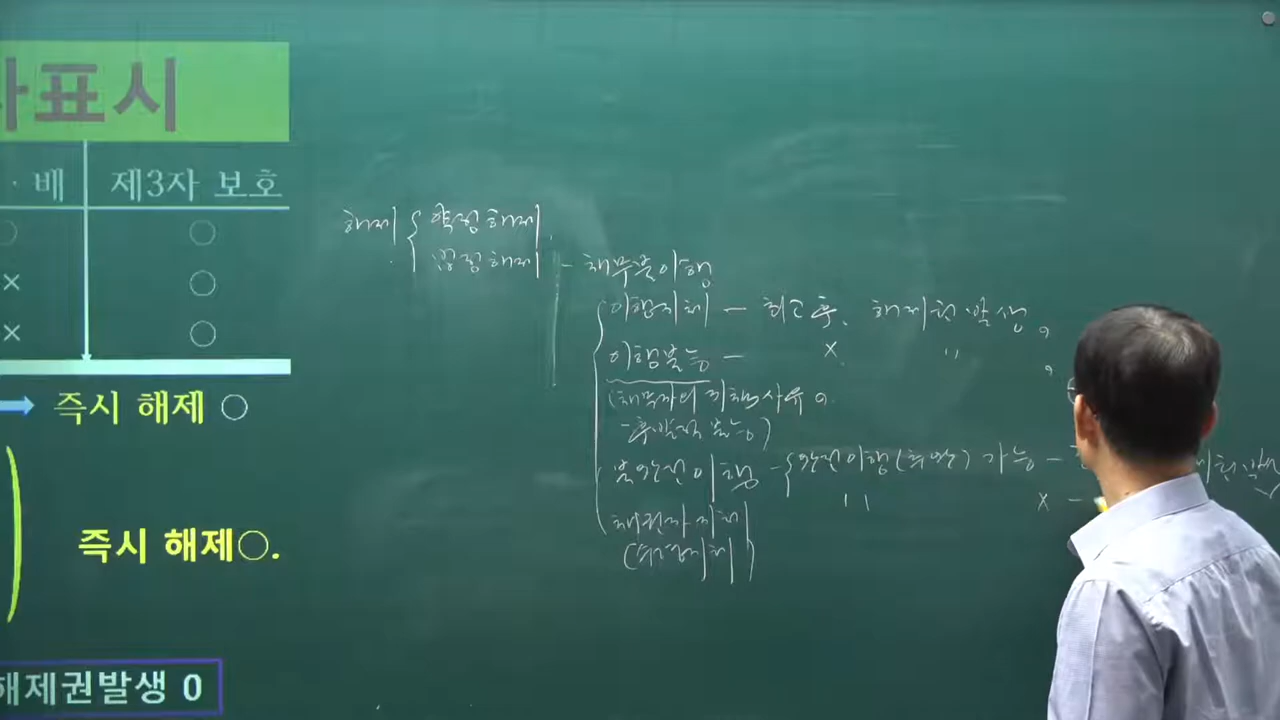 표시
· 배 제3자 보호
○ ○
× ○
× ○
즉시 해제 ○
즉시 해제○.
해제권발생 0
해제 약정해제
법정해제 - 채무불이행
이행지체 - 최고 후, 해제권 발생
이행불능 - × 〃
(채무자의 귀책사유
-후발적 불능)
불완전이행 - 완전이행(추완) 가능 -
〃 × -
채권자지체
(수령지체)